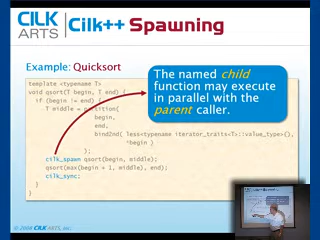 CILK
ARTS
Cilk++ Spawning
Example: Quicksort
template <typename T>
void qsort(T begin, T end) {
if (begin != end) {
T middle = partition(
begin,
end,
bind2nd( less<typename iterator_traits<T>::value_type>(),
*begin )
);
cilk_spawn qsort(begin, middle);
qsort(max(begin + 1, middle), end);
cilk_sync;
}
}
The named child
function may execute
in parallel with the
parent caller.
© 2008 CILK ARTS, Inc.